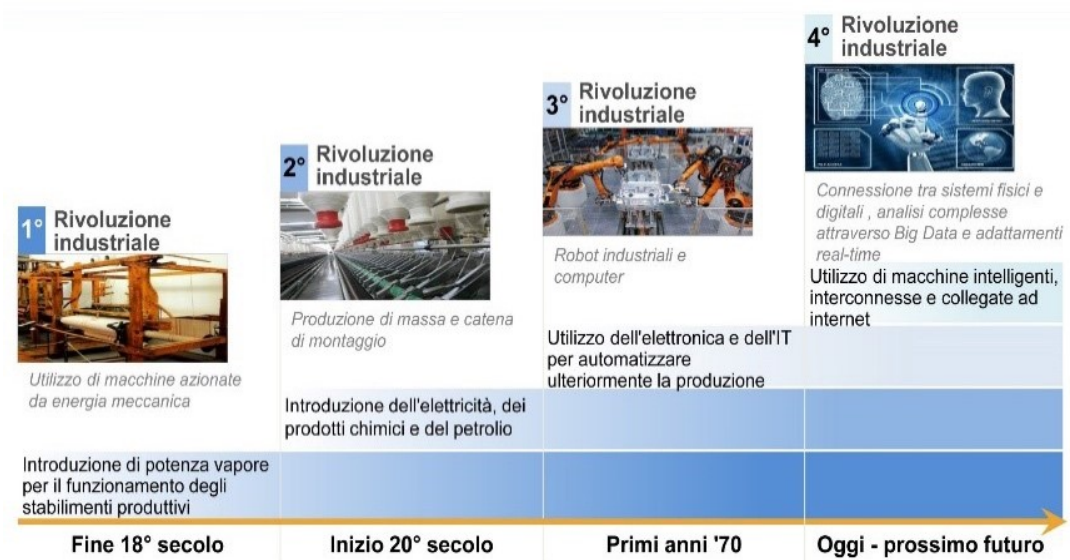 1° Rivoluzione
industriale
Utilizzo di macchine azionate
da energia meccanica
Introduzione di potenza vapore
per il funzionamento degli
stabilimenti produttivi
Fine 18° secolo
2° Rivoluzione
industriale
Produzione di massa e catena
di montaggio
Introduzione dell'elettricità, dei
prodotti chimici e del petrolio
Inizio 20° secolo
3° Rivoluzione
industriale
Robot industriali e
computer
Utilizzo dell'elettronica e dell'IT
per automatizzare
ulteriormente la produzione
Primi anni '70
4° Rivoluzione
industriale
Connessione tra sistemi fisici e
digitali , analisi complesse
attraverso Big Data e adattamenti
real-time
Utilizzo di macchine intelligenti,
interconnesse e collegate ad
internet
Oggi - prossimo futuro